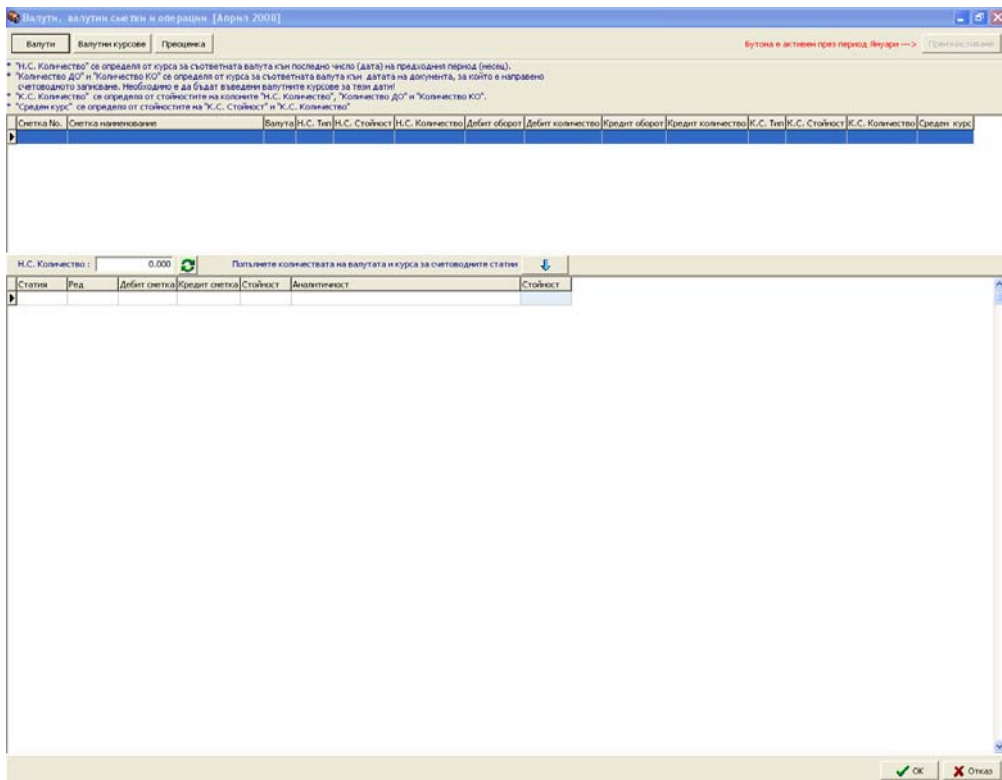 Валути, валутни сметки и операции [Април 2008]
Валути Валутни курсове Преоценка Бутона е активен през период Януари ---> Преизчисляване
* "Н.С. Количество" се определя от курса за съответната валута към последно число (дата) на предходния период (месец).
* "Количество ДО" и "Количество КО" се определя от курса за съответната валута към датата на документа, за който е направено
счетоводното записване. Необходимо е да бъдат въведени валутните курсове за тези дати!
* "К.С. Количество" се определя от стойностите на колоните "Н.С. Количество", "Количество ДО" и "Количество КО".
* "Среден курс" се определя от стойностите на "К.С. Стойност" и "К.С. Количество"
Сметка No. Сметка наименование Валута Н.С. Тип Н.С. Стойност Н.С. Количество Дебит оборот Дебит количество Кредит оборот Кредит количество К.С. Тип К.С. Стойност К.С. Количество Среден курс
Н.С. Количество : 0.000 Попълнете количествата на валутата и курса за счетоводните статии
Статия Ред Дебит сметка Кредит сметка Стойност Аналитичност Стойност
OK Отказ